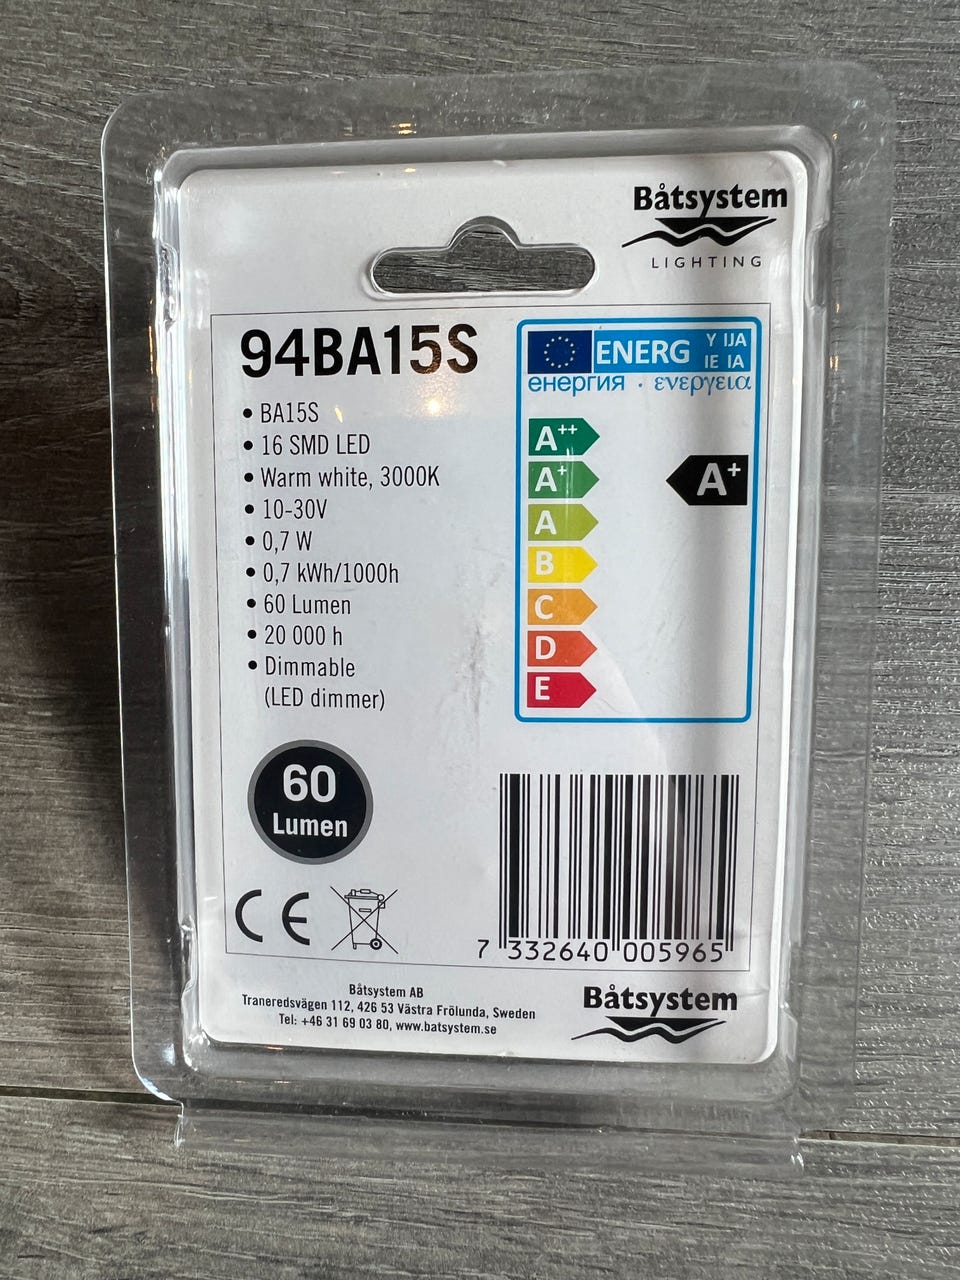 Båtsystem
LIGHTING
94BA15S
• BA15S
• 16 SMD LED
• Warm white, 3000K
• 10-30V
• 0,7 W
• 0,7 kWh/1000h
• 60 Lumen
• 20 000 h
• Dimmable
(LED dimmer)
ENERG Y IJA
IE IA
енергия · ενεργεια
A++
A+
A+
A
B
C
D
E
60
Lumen
CE
7 332640 005965
Båtsystem AB
Traneredsvägen 112, 426 53 Västra Frölunda, Sweden
Tel: +46 31 69 03 80, www.batsystem.se
Båtsystem